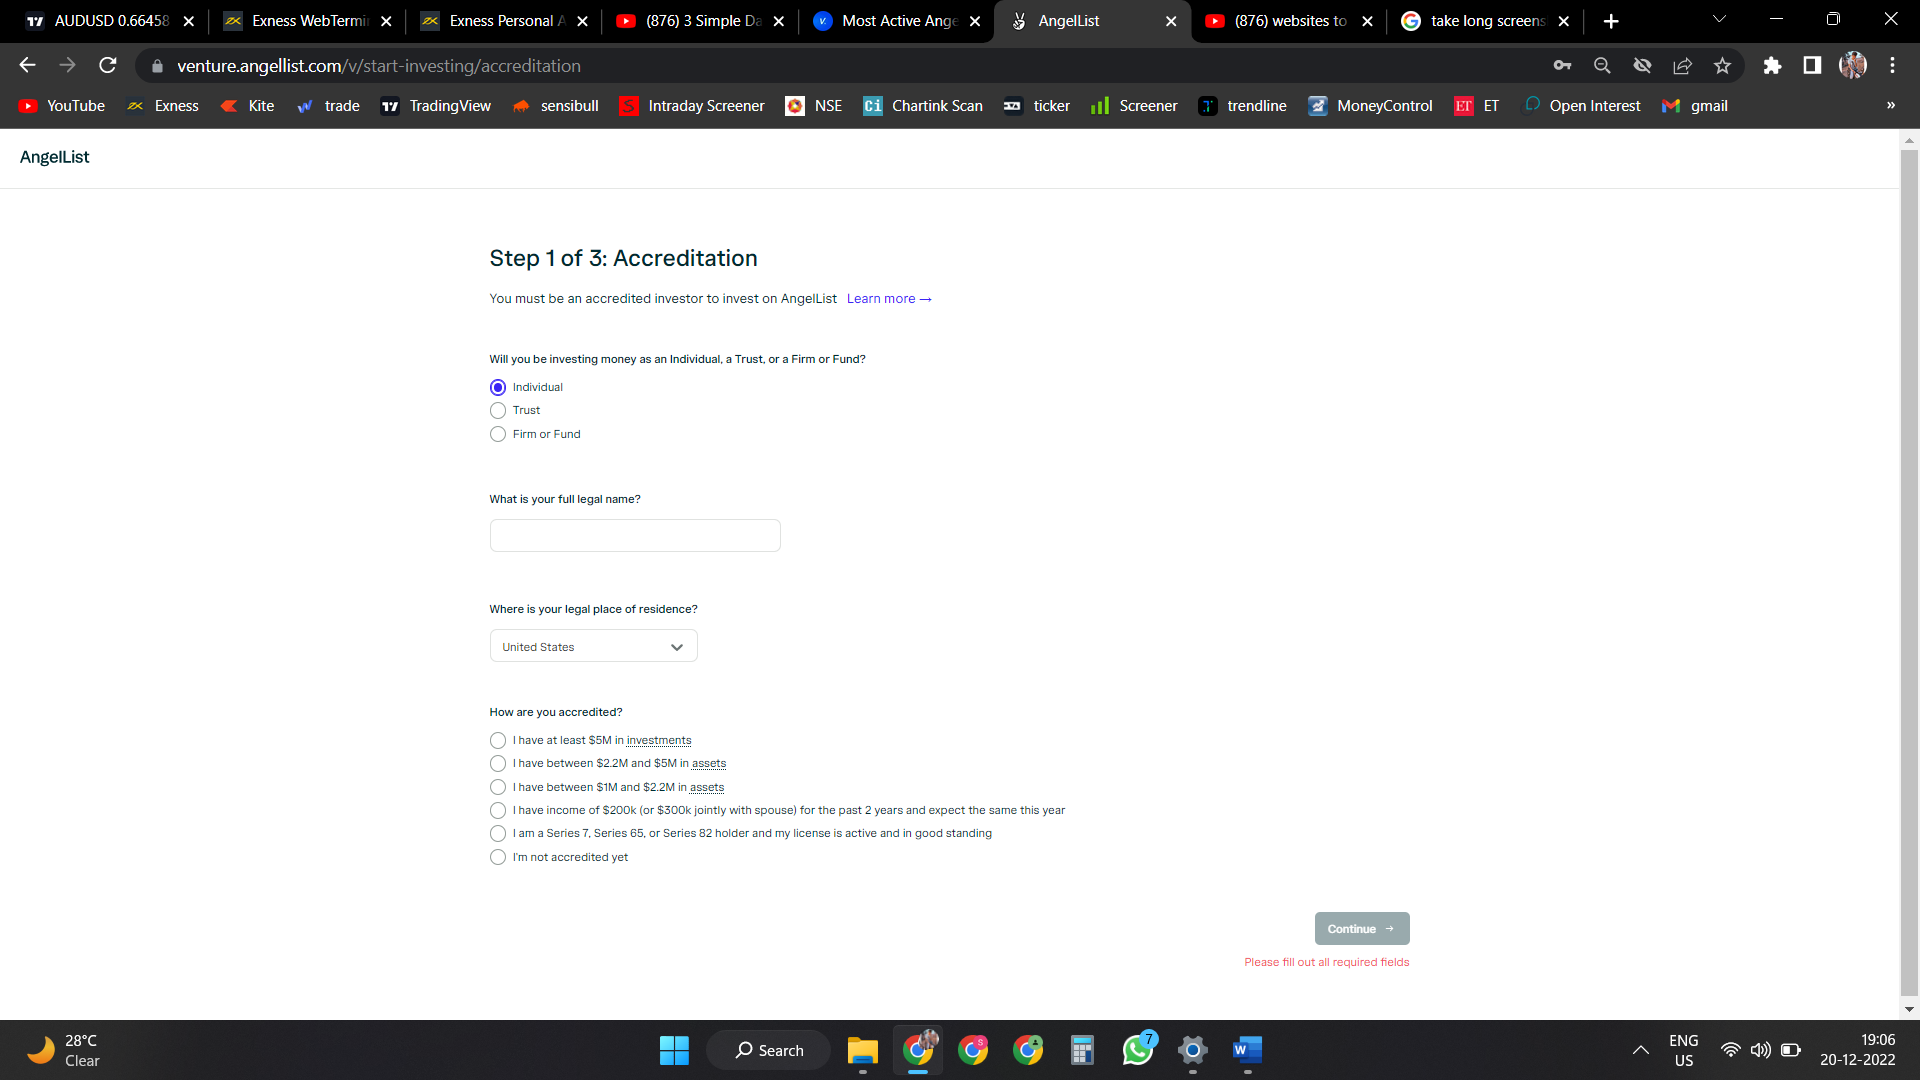 AUDUSD 0.66458
Exness WebTermi
Exness Personal A
(876) 3 Simple Da
Most Active Ange
AngelList
(876) websites to
take long screens
venture.angellist.com/v/start-investing/accreditation
YouTube
Exness
Kite
trade
TradingView
sensibull
Intraday Screener
NSE
Chartink Scan
ticker
Screener
trendline
MoneyControl
ET
Open Interest
gmail
AngelList
Step 1 of 3: Accreditation
You must be an accredited investor to invest on AngelList Learn more →
Will you be investing money as an Individual, a Trust, or a Firm or Fund?
Individual
Trust
Firm or Fund
What is your full legal name?
Where is your legal place of residence?
United States
How are you accredited?
I have at least $5M in investments
I have between $2.2M and $5M in assets
I have between $1M and $2.2M in assets
I have income of $200k (or $300k jointly with spouse) for the past 2 years and expect the same this year
I am a Series 7, Series 65, or Series 82 holder and my license is active and in good standing
I'm not accredited yet
Continue →
Please fill out all required fields
28°C
Clear
Search
7
ENG
US
19:06
20-12-2022